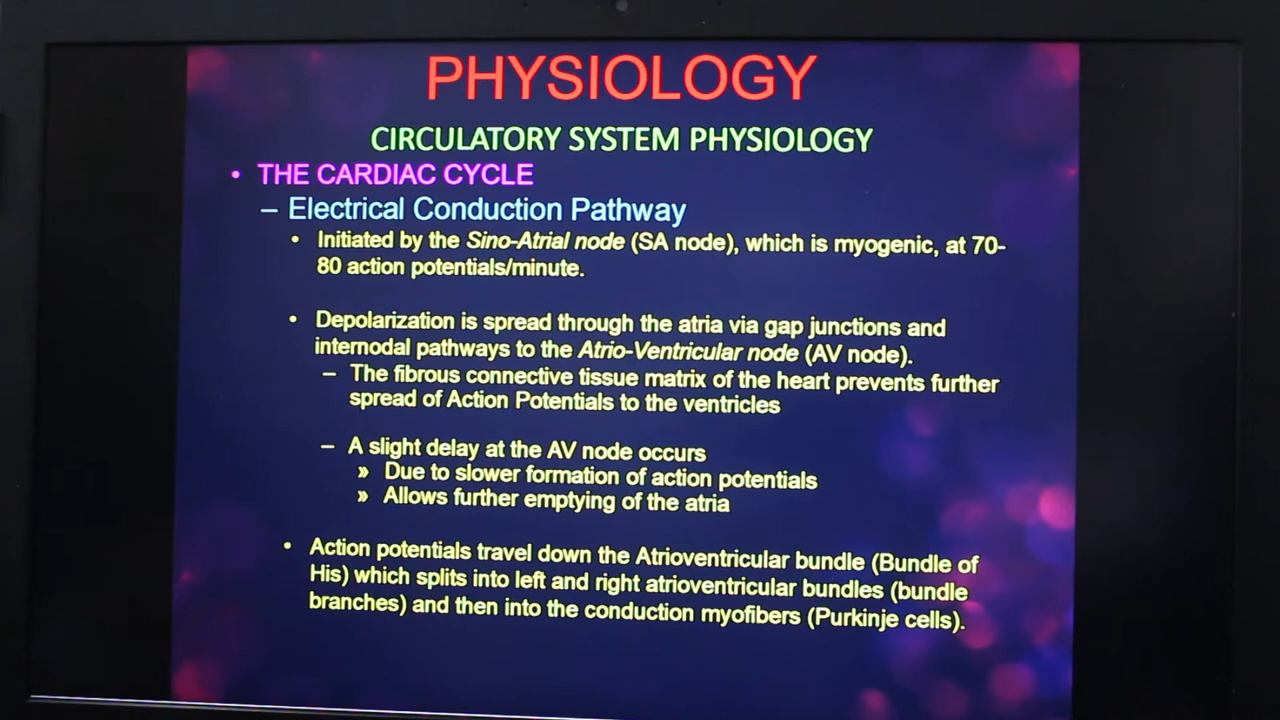 PHYSIOLOGY
CIRCULATORY SYSTEM PHYSIOLOGY
• THE CARDIAC CYCLE
– Electrical Conduction Pathway
• Initiated by the Sino-Atrial node (SA node), which is myogenic, at 70-
80 action potentials/minute.
• Depolarization is spread through the atria via gap junctions and
internodal pathways to the Atrio-Ventricular node (AV node).
– The fibrous connective tissue matrix of the heart prevents further
spread of Action Potentials to the ventricles
– A slight delay at the AV node occurs
» Due to slower formation of action potentials
» Allows further emptying of the atria
• Action potentials travel down the Atrioventricular bundle (Bundle of
His) which splits into left and right atrioventricular bundles (bundle
branches) and then into the conduction myofibers (Purkinje cells).